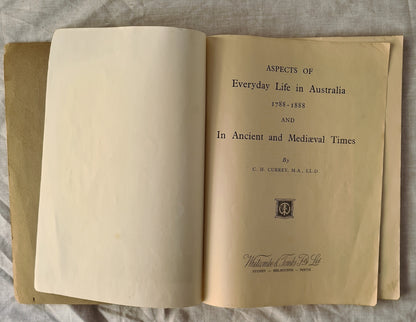 ASPECTS OF
Everyday Life in Australia
1788-1888
AND
In Ancient and Mediæval Times
By
C. H. CURREY, M.A., LL.D.
Whitcombe & Tombs Pty Ltd
SYDNEY — MELBOURNE — PERTH